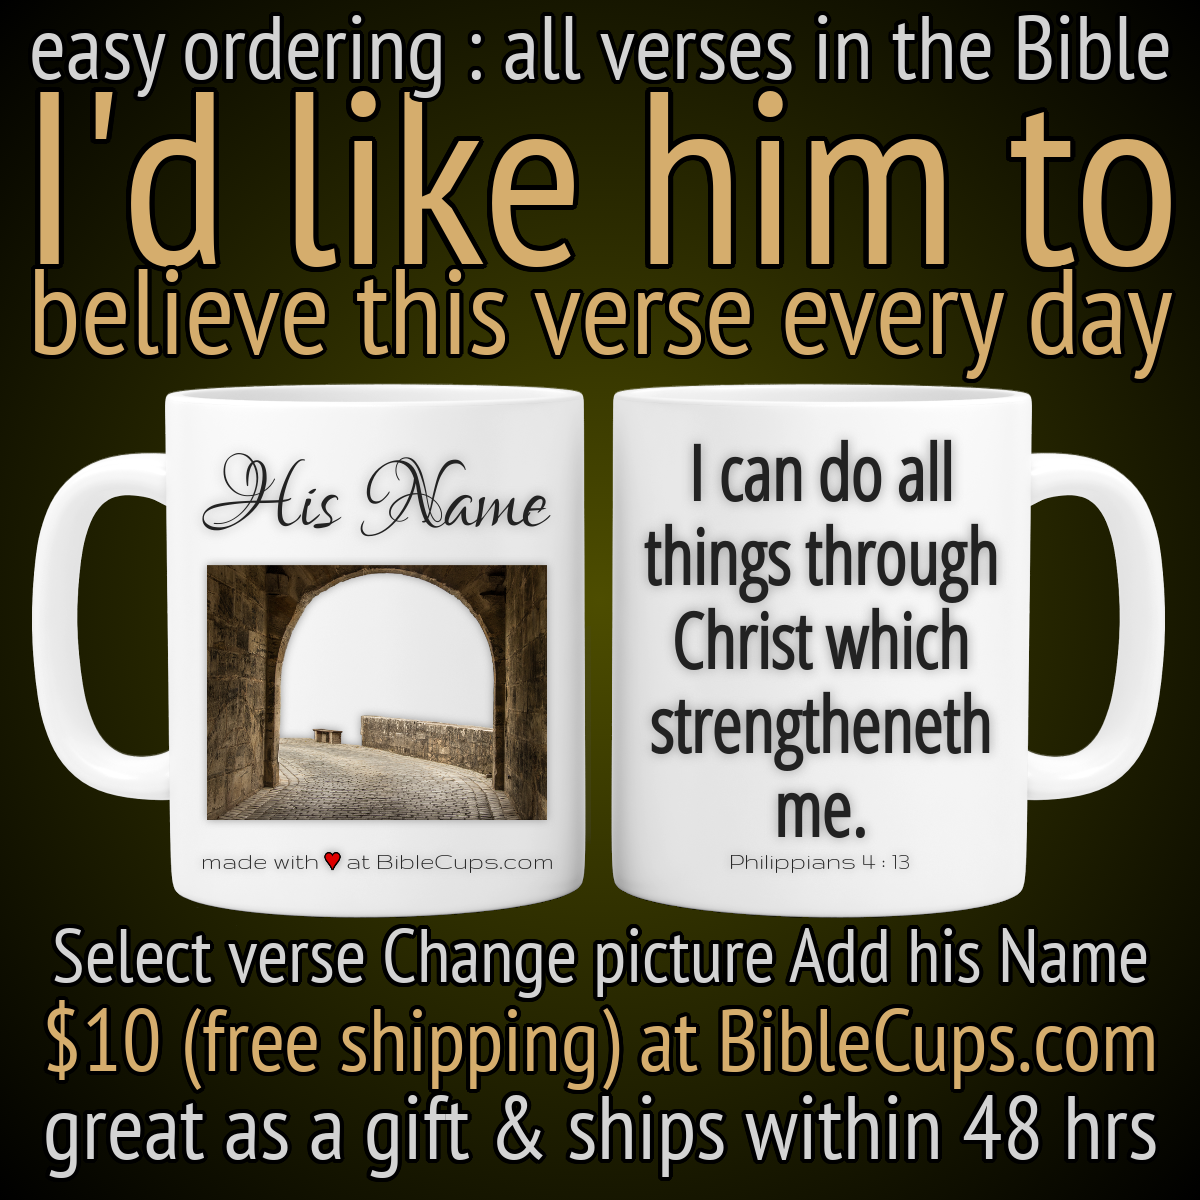 easy ordering : all verses in the Bible
I'd like him to
believe this verse every day
His Name
made with ♥ at BibleCups.com
I can do all
things through
Christ which
strengtheneth
me.
Philippians 4 : 13
Select verse Change picture Add his Name
$10 (free shipping) at BibleCups.com
great as a gift & ships within 48 hrs